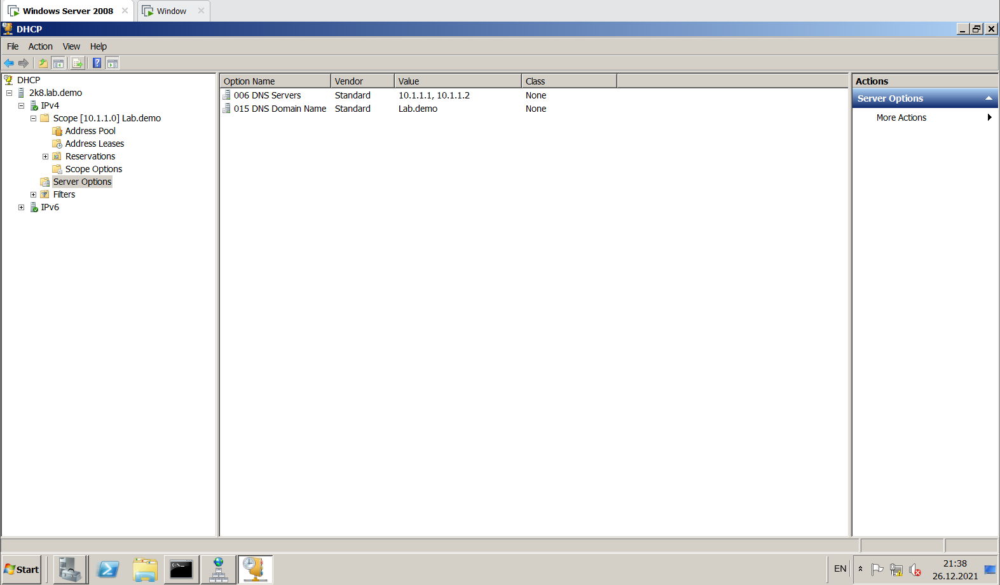 Windows Server 2008
Window
DHCP
File Action View Help
DHCP
2k8.lab.demo
IPv4
Scope [10.1.1.0] Lab.demo
Address Pool
Address Leases
Reservations
Scope Options
Server Options
Filters
IPv6
Option Name Vendor Value Class
006 DNS Servers Standard 10.1.1.1, 10.1.1.2 None
015 DNS Domain Name Standard Lab.demo None
Actions
Server Options
More Actions
Start
C:\_
EN
21:38
26.12.2021